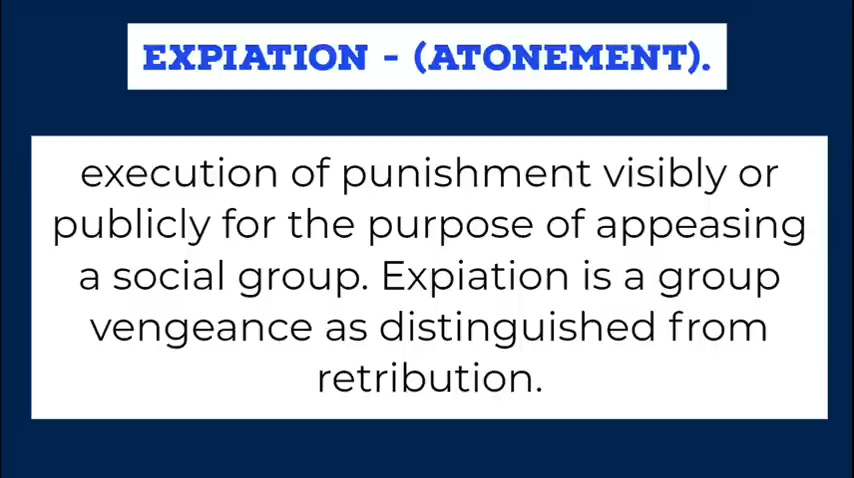 EXPIATION - (ATONEMENT).
execution of punishment visibly or
publicly for the purpose of appeasing
a social group. Expiation is a group
vengeance as distinguished from
retribution.